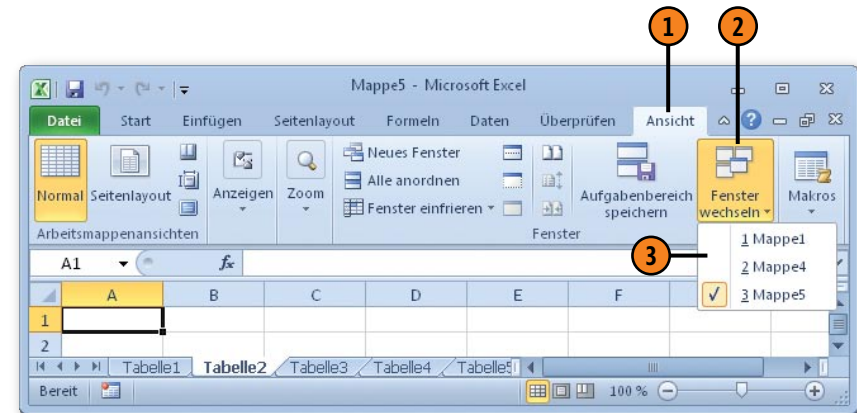 1 2
Mappe5 - Microsoft Excel
Datei Start Einfügen Seitenlayout Formeln Daten Überprüfen Ansicht
Neues Fenster
Alle anordnen
Fenster einfrieren
Normal Seitenlayout Anzeigen Zoom Aufgabenbereich speichern Fenster wechseln Makros
Arbeitsmappenansichten Fenster
3
1 Mappe1
2 Mappe4
3 Mappe5
A1 fx
A B C D E F
1
2
Tabelle1 Tabelle2 Tabelle3 Tabelle4 Tabelle5
Bereit 100 %